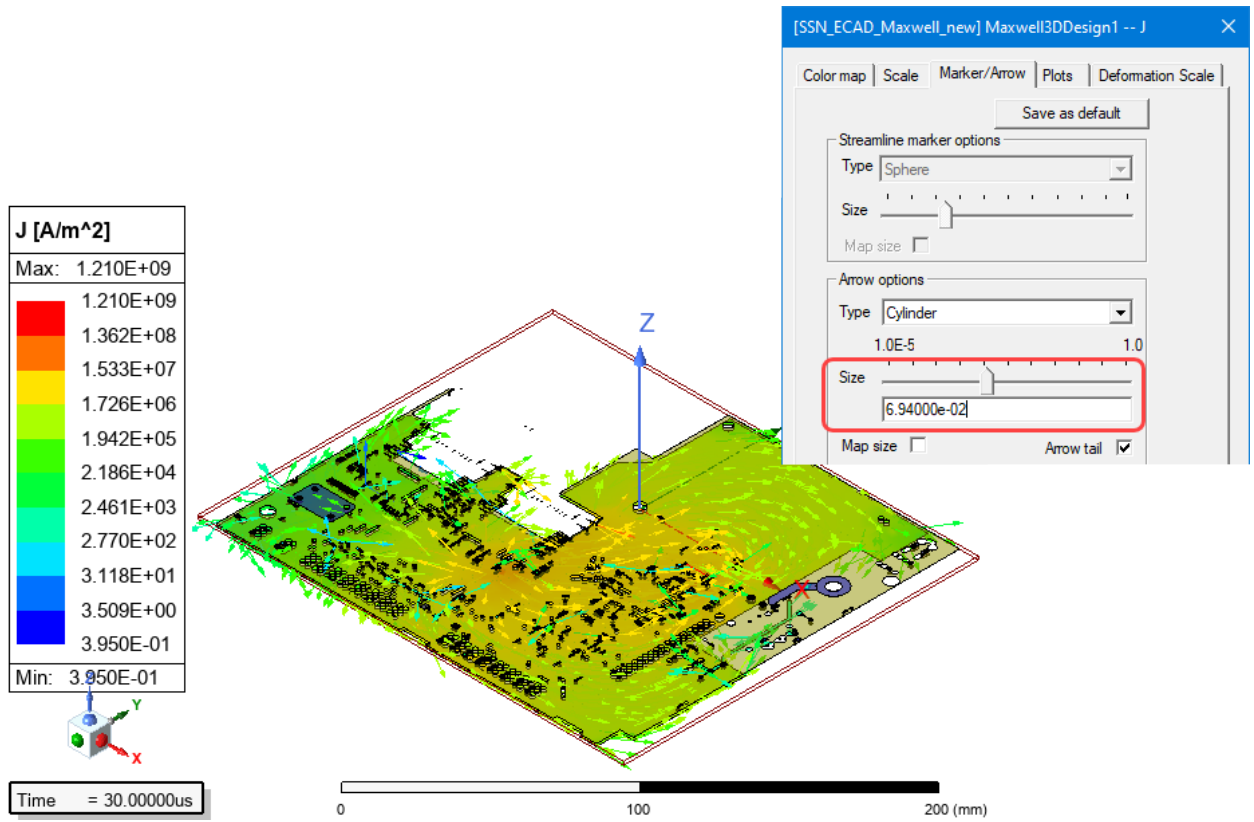 [SSN_ECAD_Maxwell_new] Maxwell3DDesign1 -- J
Color map Scale Marker/Arrow Plots Deformation Scale
Save as default
Streamline marker options
Type Sphere
Size
Map size
Arrow options
Type Cylinder
1.0E-5 1.0
Size
6.94000e-02
Map size Arrow tail
J [A/m^2]
Max: 1.210E+09
1.210E+09
1.362E+08
1.533E+07
1.726E+06
1.942E+05
2.186E+04
2.461E+03
2.770E+02
3.118E+01
3.509E+00
3.950E-01
Min: 3.950E-01
Z
Z
Y
X
X
Time = 30.00000us
0 100 200 (mm)